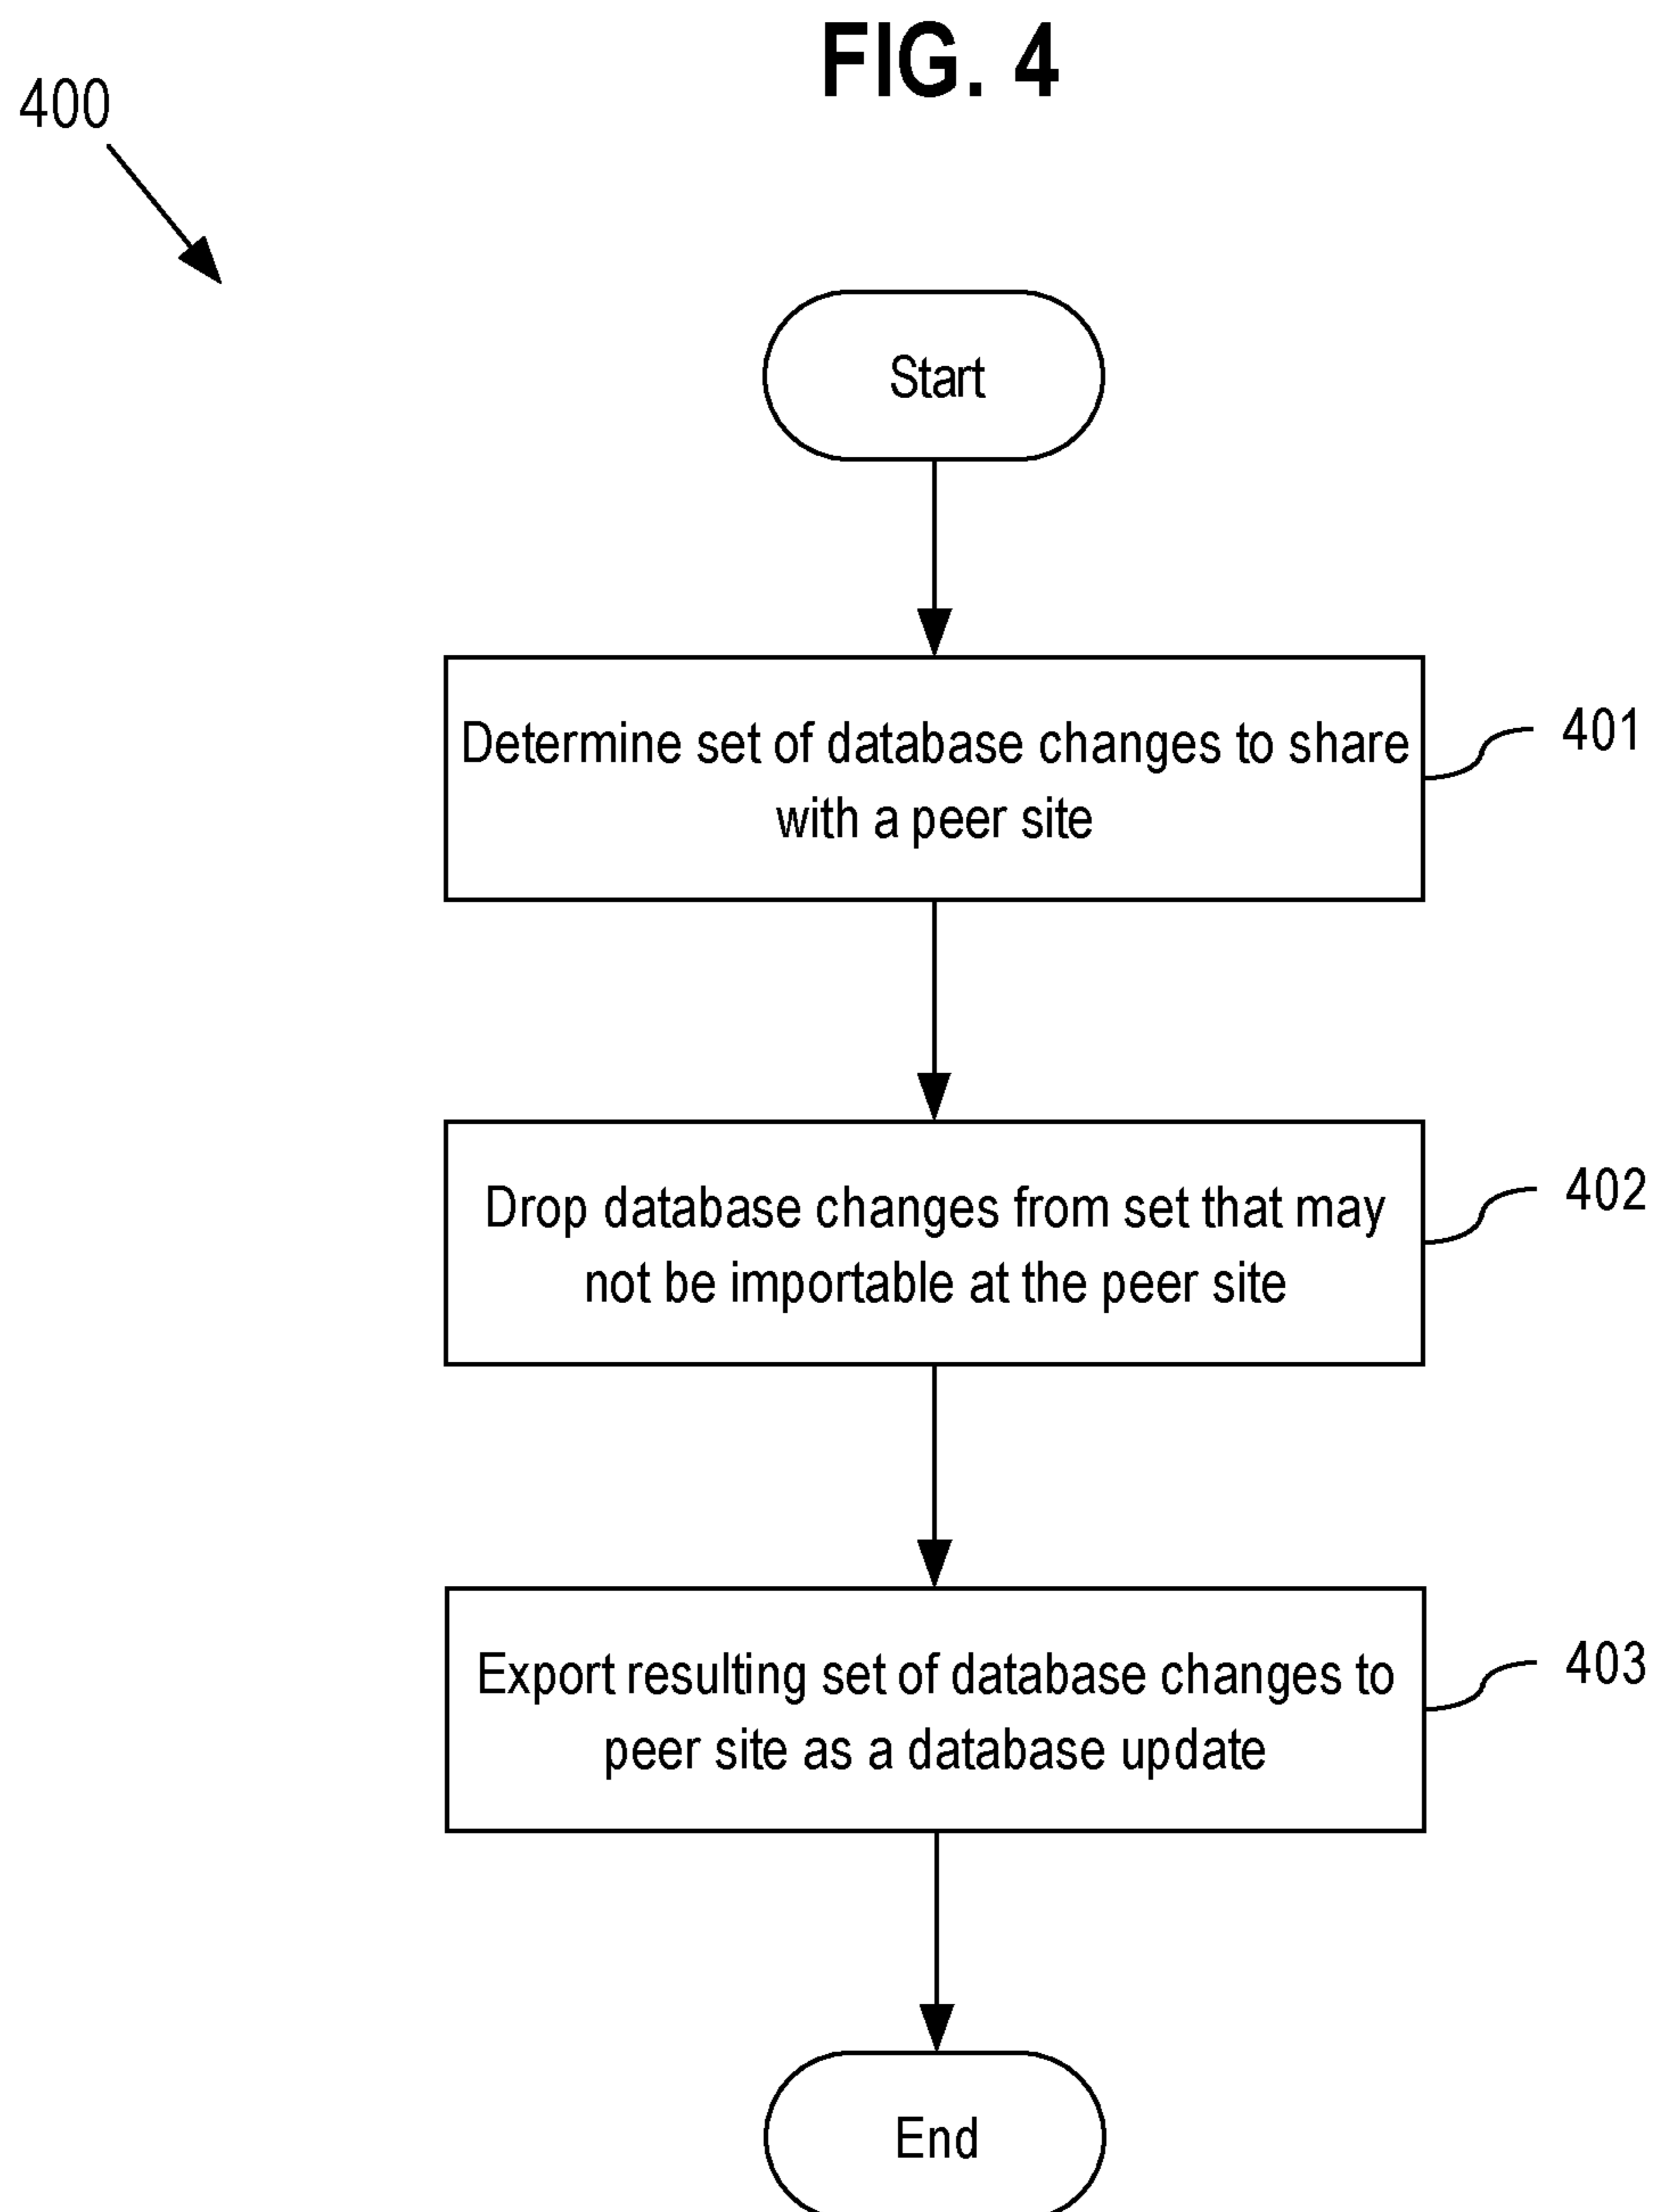 FIG. 4
400
Start
Determine set of database changes to share
with a peer site
401
Drop database changes from set that may
not be importable at the peer site
402
Export resulting set of database changes to
peer site as a database update
403
End